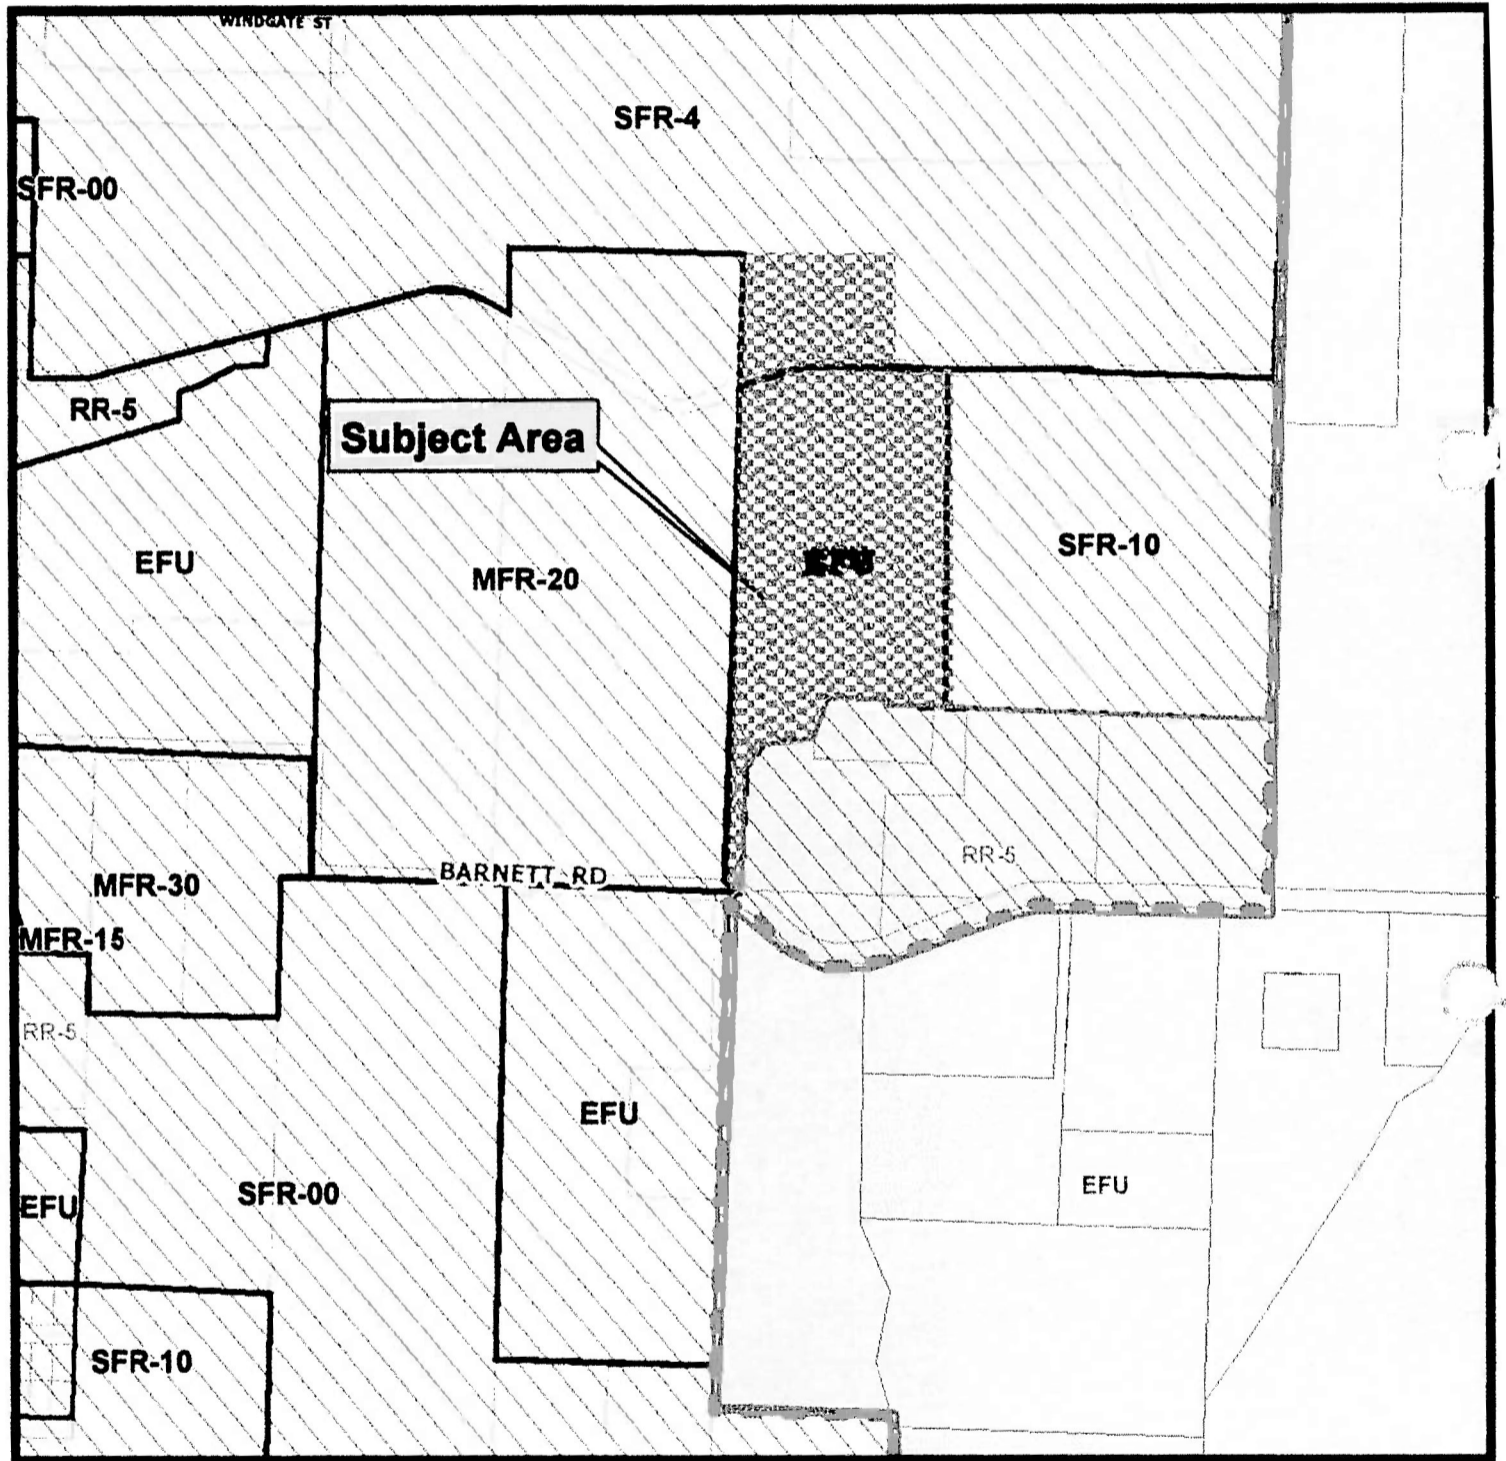 WINDGATE ST
SFR-4
SFR-00
RR-5
Subject Area
EFU
MFR-20
EFU
SFR-10
RR-5
BARNETT RD
MFR-30
MFR-15
RR-5
EFU
EFU
EFU
SFR-00
SFR-10